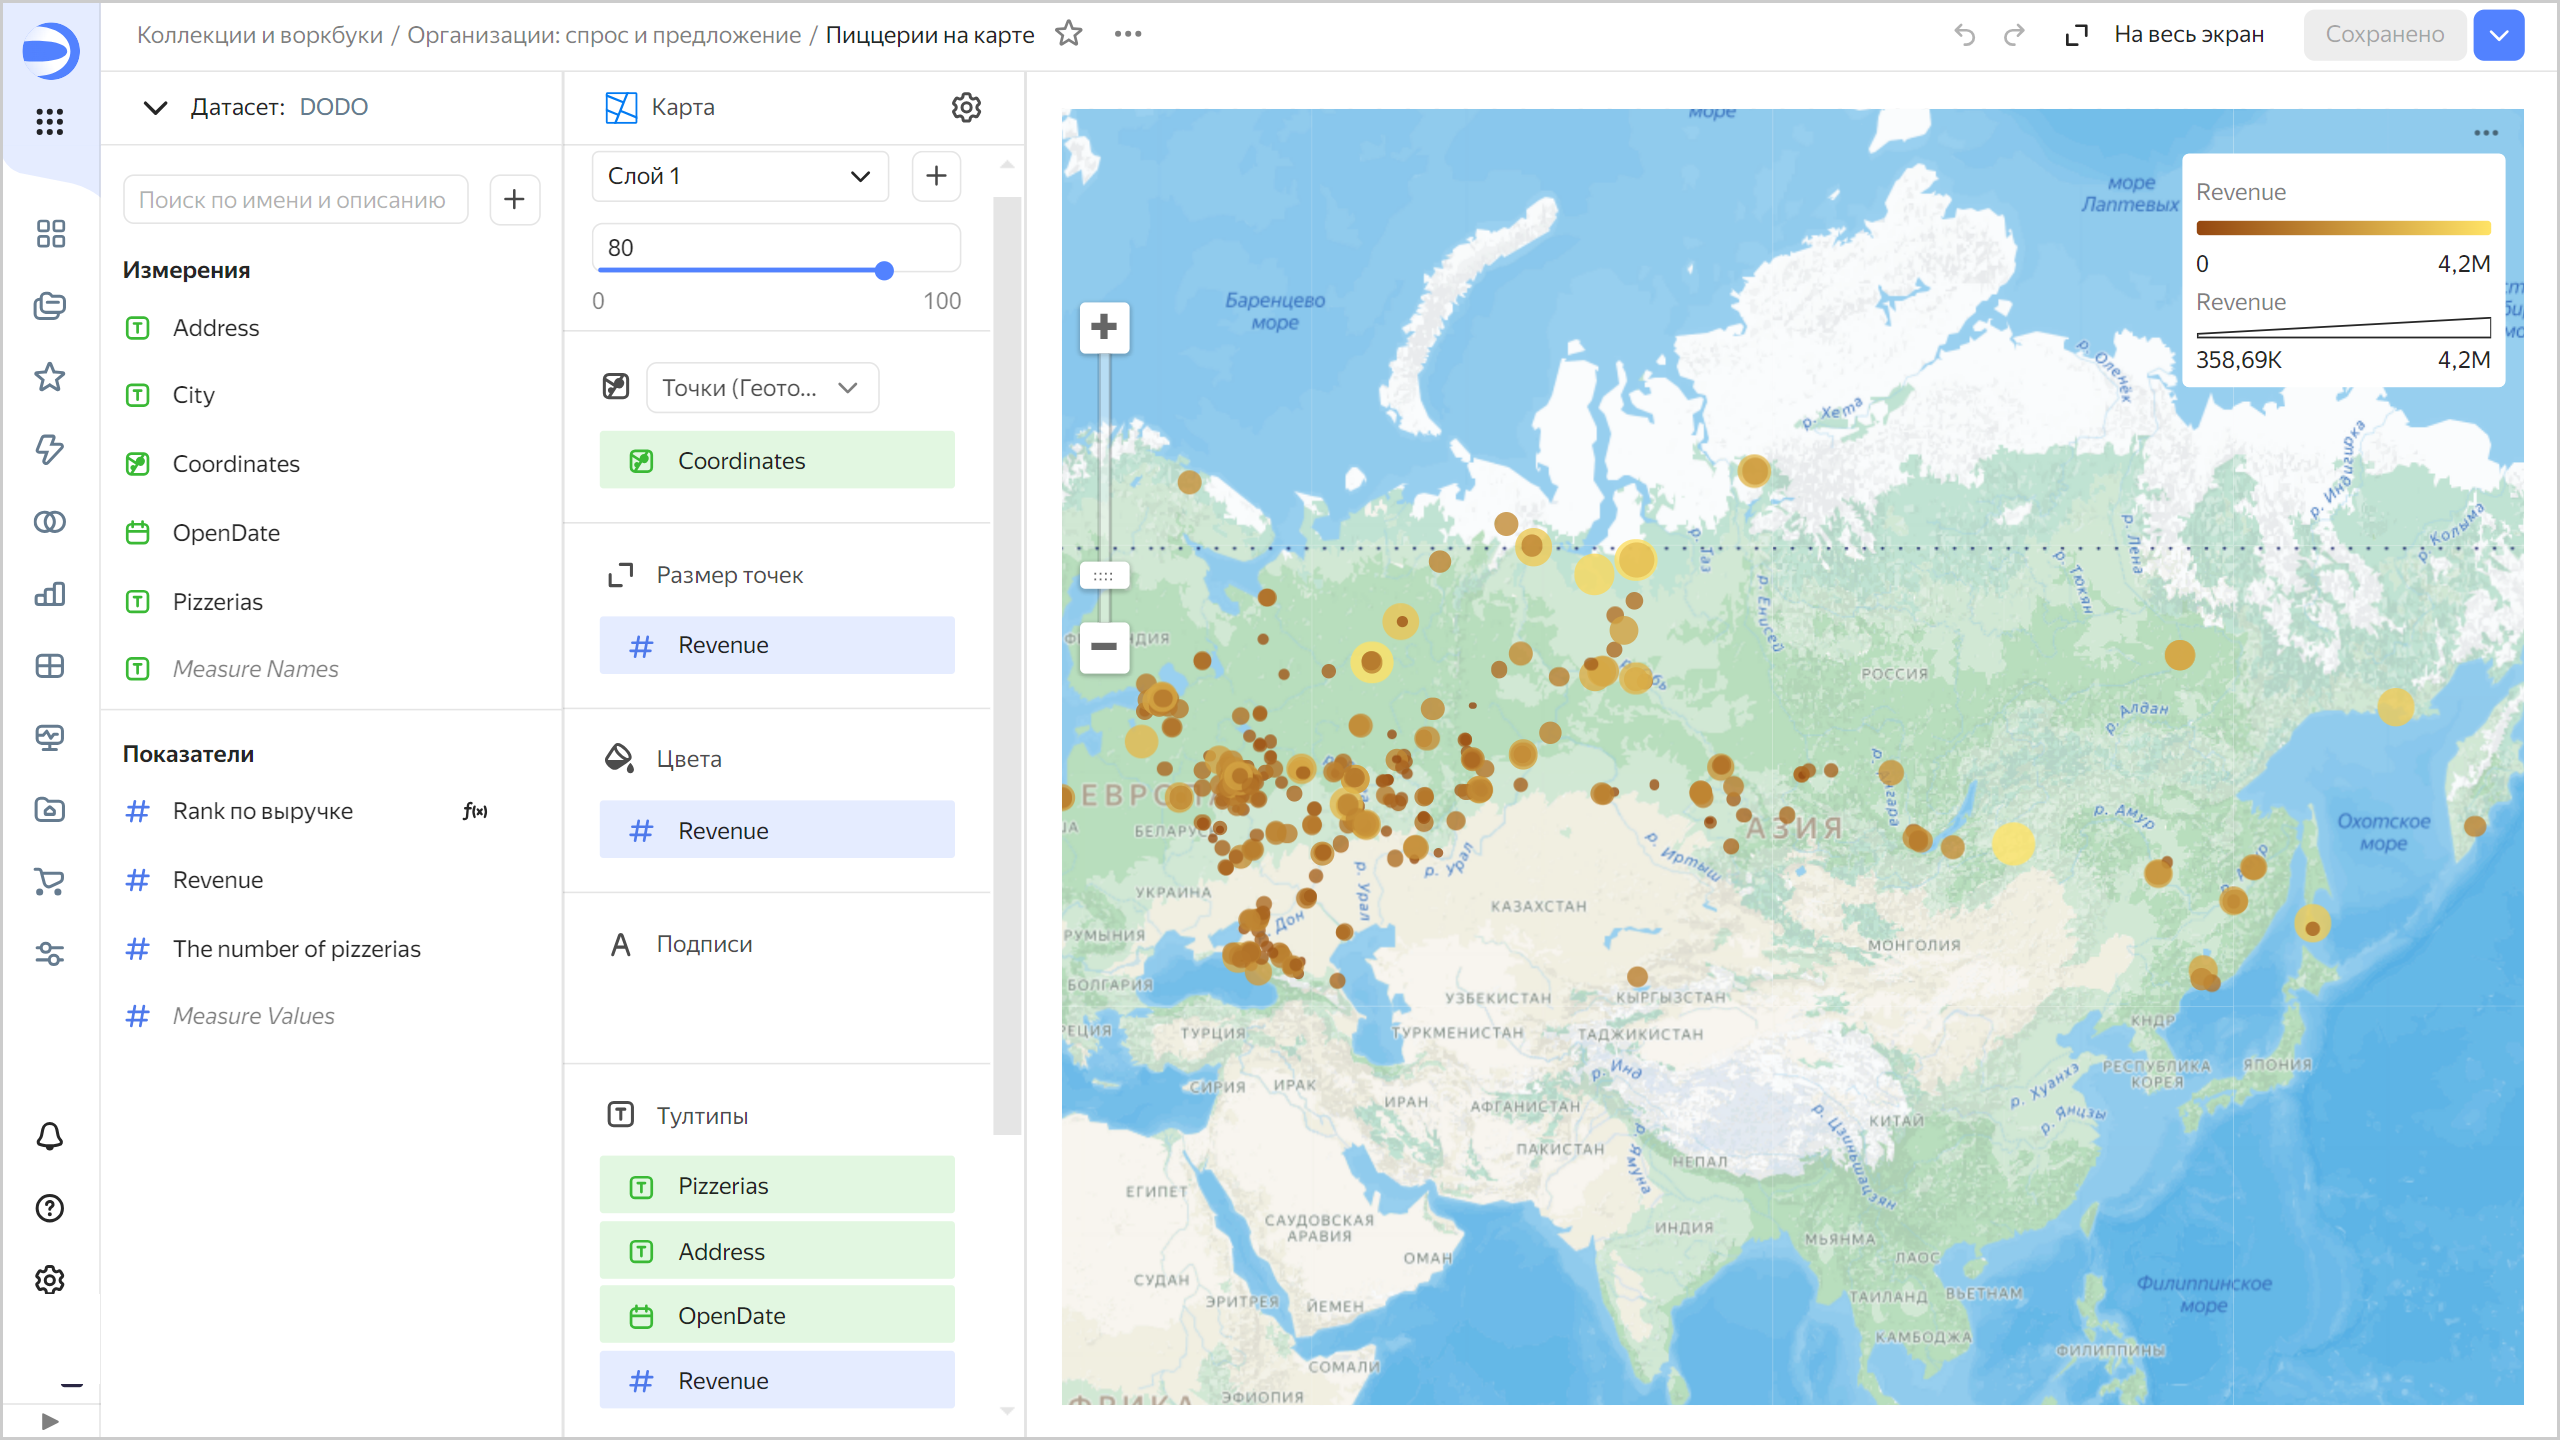 Коллекции и воркбуки / Организации: спрос и предложение / Пиццерии на карте
На весь экран
Сохранено
Датасет: DODO
Поиск по имени и описанию
Измерения
Address
City
Coordinates
OpenDate
Pizzerias
Measure Names
Показатели
Rank по выручке
f(x)
Revenue
The number of pizzerias
Measure Values
Карта
Слой 1
80
0
100
Точки (Геото...
Coordinates
Размер точек
Revenue
Цвета
Revenue
Подписи
Тултипы
Pizzerias
Address
OpenDate
Revenue
море
море
Лаптевых
Revenue
0
4,2M
Revenue
358,69K
4,2M
Баренцево
море
р. Оленёк
р. Хета
р. Индигирка
р. Колыма
р. Таз
р. Лена
р. Тюкян
р. Енисей
РОССИЯ
р. Алдан
АЗИЯ
р. Амур
Охотское
море
р. Иртыш
р. Урал
р. Урал
УКРАИНА
Дон
КАЗАХСТАН
РУМЫНИЯ
МОНГОЛИЯ
БОЛГАРИЯ
УЗБЕКИСТАН
КЫРГЫЗСТАН
ТУРЦИЯ
ТУРКМЕНИСТАН
ТАДЖИКИСТАН
КНДР
РЕСПУБЛИКА
КОРЕЯ
ЯПОНИЯ
СИРИЯ
ИРАК
р. Инд
р. Хуанхэ
ИРАН
АФГАНИСТАН
р. Янцзы
КИТАЙ
ПАКИСТАН
р. Ямуна
НЕПАЛ
р. Цзиньшацзян
ЕГИПЕТ
САУДОВСКАЯ
АРАВИЯ
ИНДИЯ
МЬЯНМА
ОМАН
ЛАОС
СУДАН
Филиппинское
море
ЭРИТРЕЯ
ЙЕМЕН
ТАИЛАНД
ВЬЕТНАМ
КАМБОДЖА
ФИЛИППИНЫ
СОМАЛИ
ЭФИОПИЯ